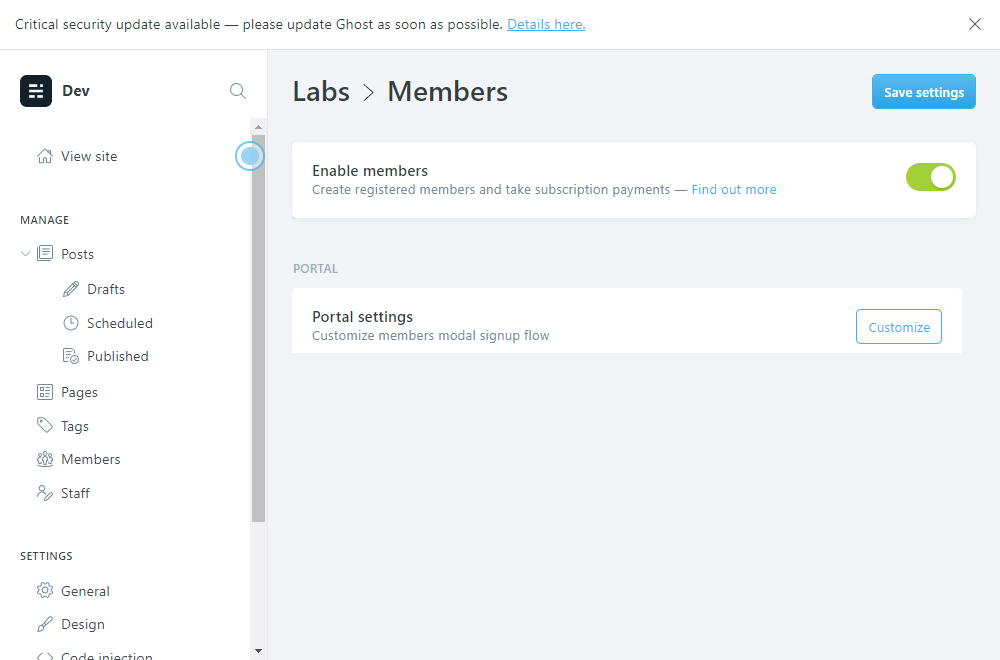 Critical security update available — please update Ghost as soon as possible. Details here.
Dev
View site
MANAGE
Posts
Drafts
Scheduled
Published
Pages
Tags
Members
Staff
SETTINGS
General
Design
Code injection
Labs > Members
Save settings
Enable members
Create registered members and take subscription payments — Find out more
PORTAL
Portal settings
Customize members modal signup flow
Customize